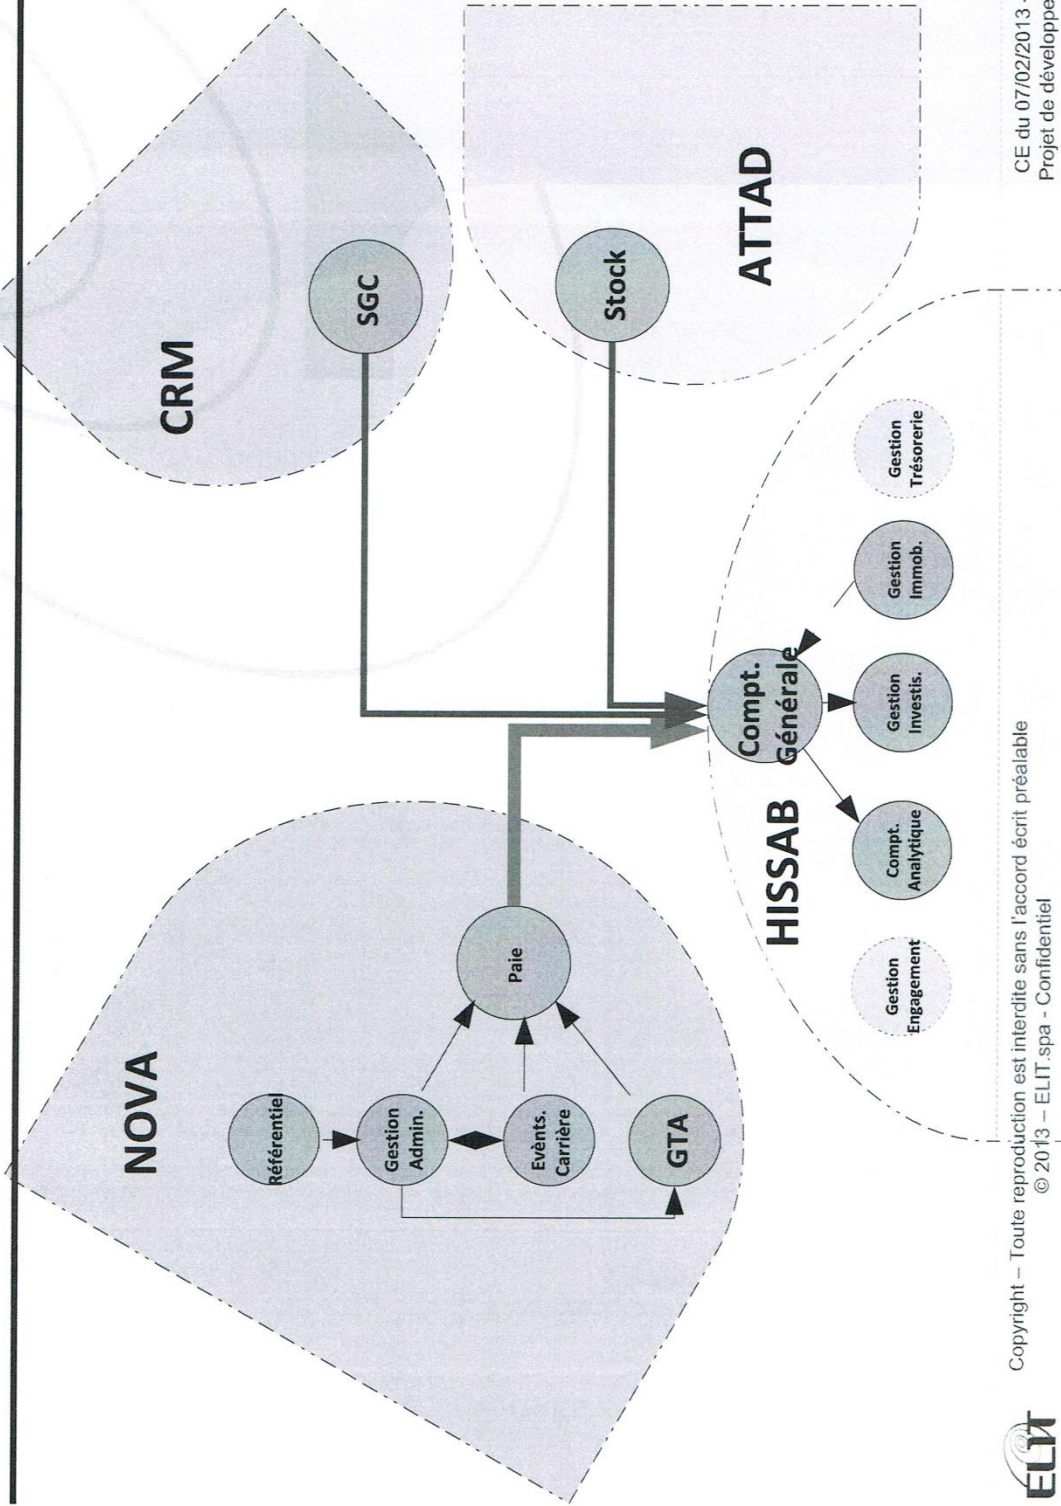 NOVA
Référentiel
Gestion
Admin.
Evènts.
Carrière
GTA
Paie
CRM
SGC
ATTAD
Stock
HISSAB
Compt.
Générale
Gestion
Engagement
Compt.
Analytique
Gestion
Investis.
Gestion
Immob.
Gestion
Trésorerie
ELIT
Copyright – Toute reproduction est interdite sans l'accord écrit préalable
© 2013 – ELIT.spa - Confidentiel
CE du 07/02/2013 -
Projet de développe